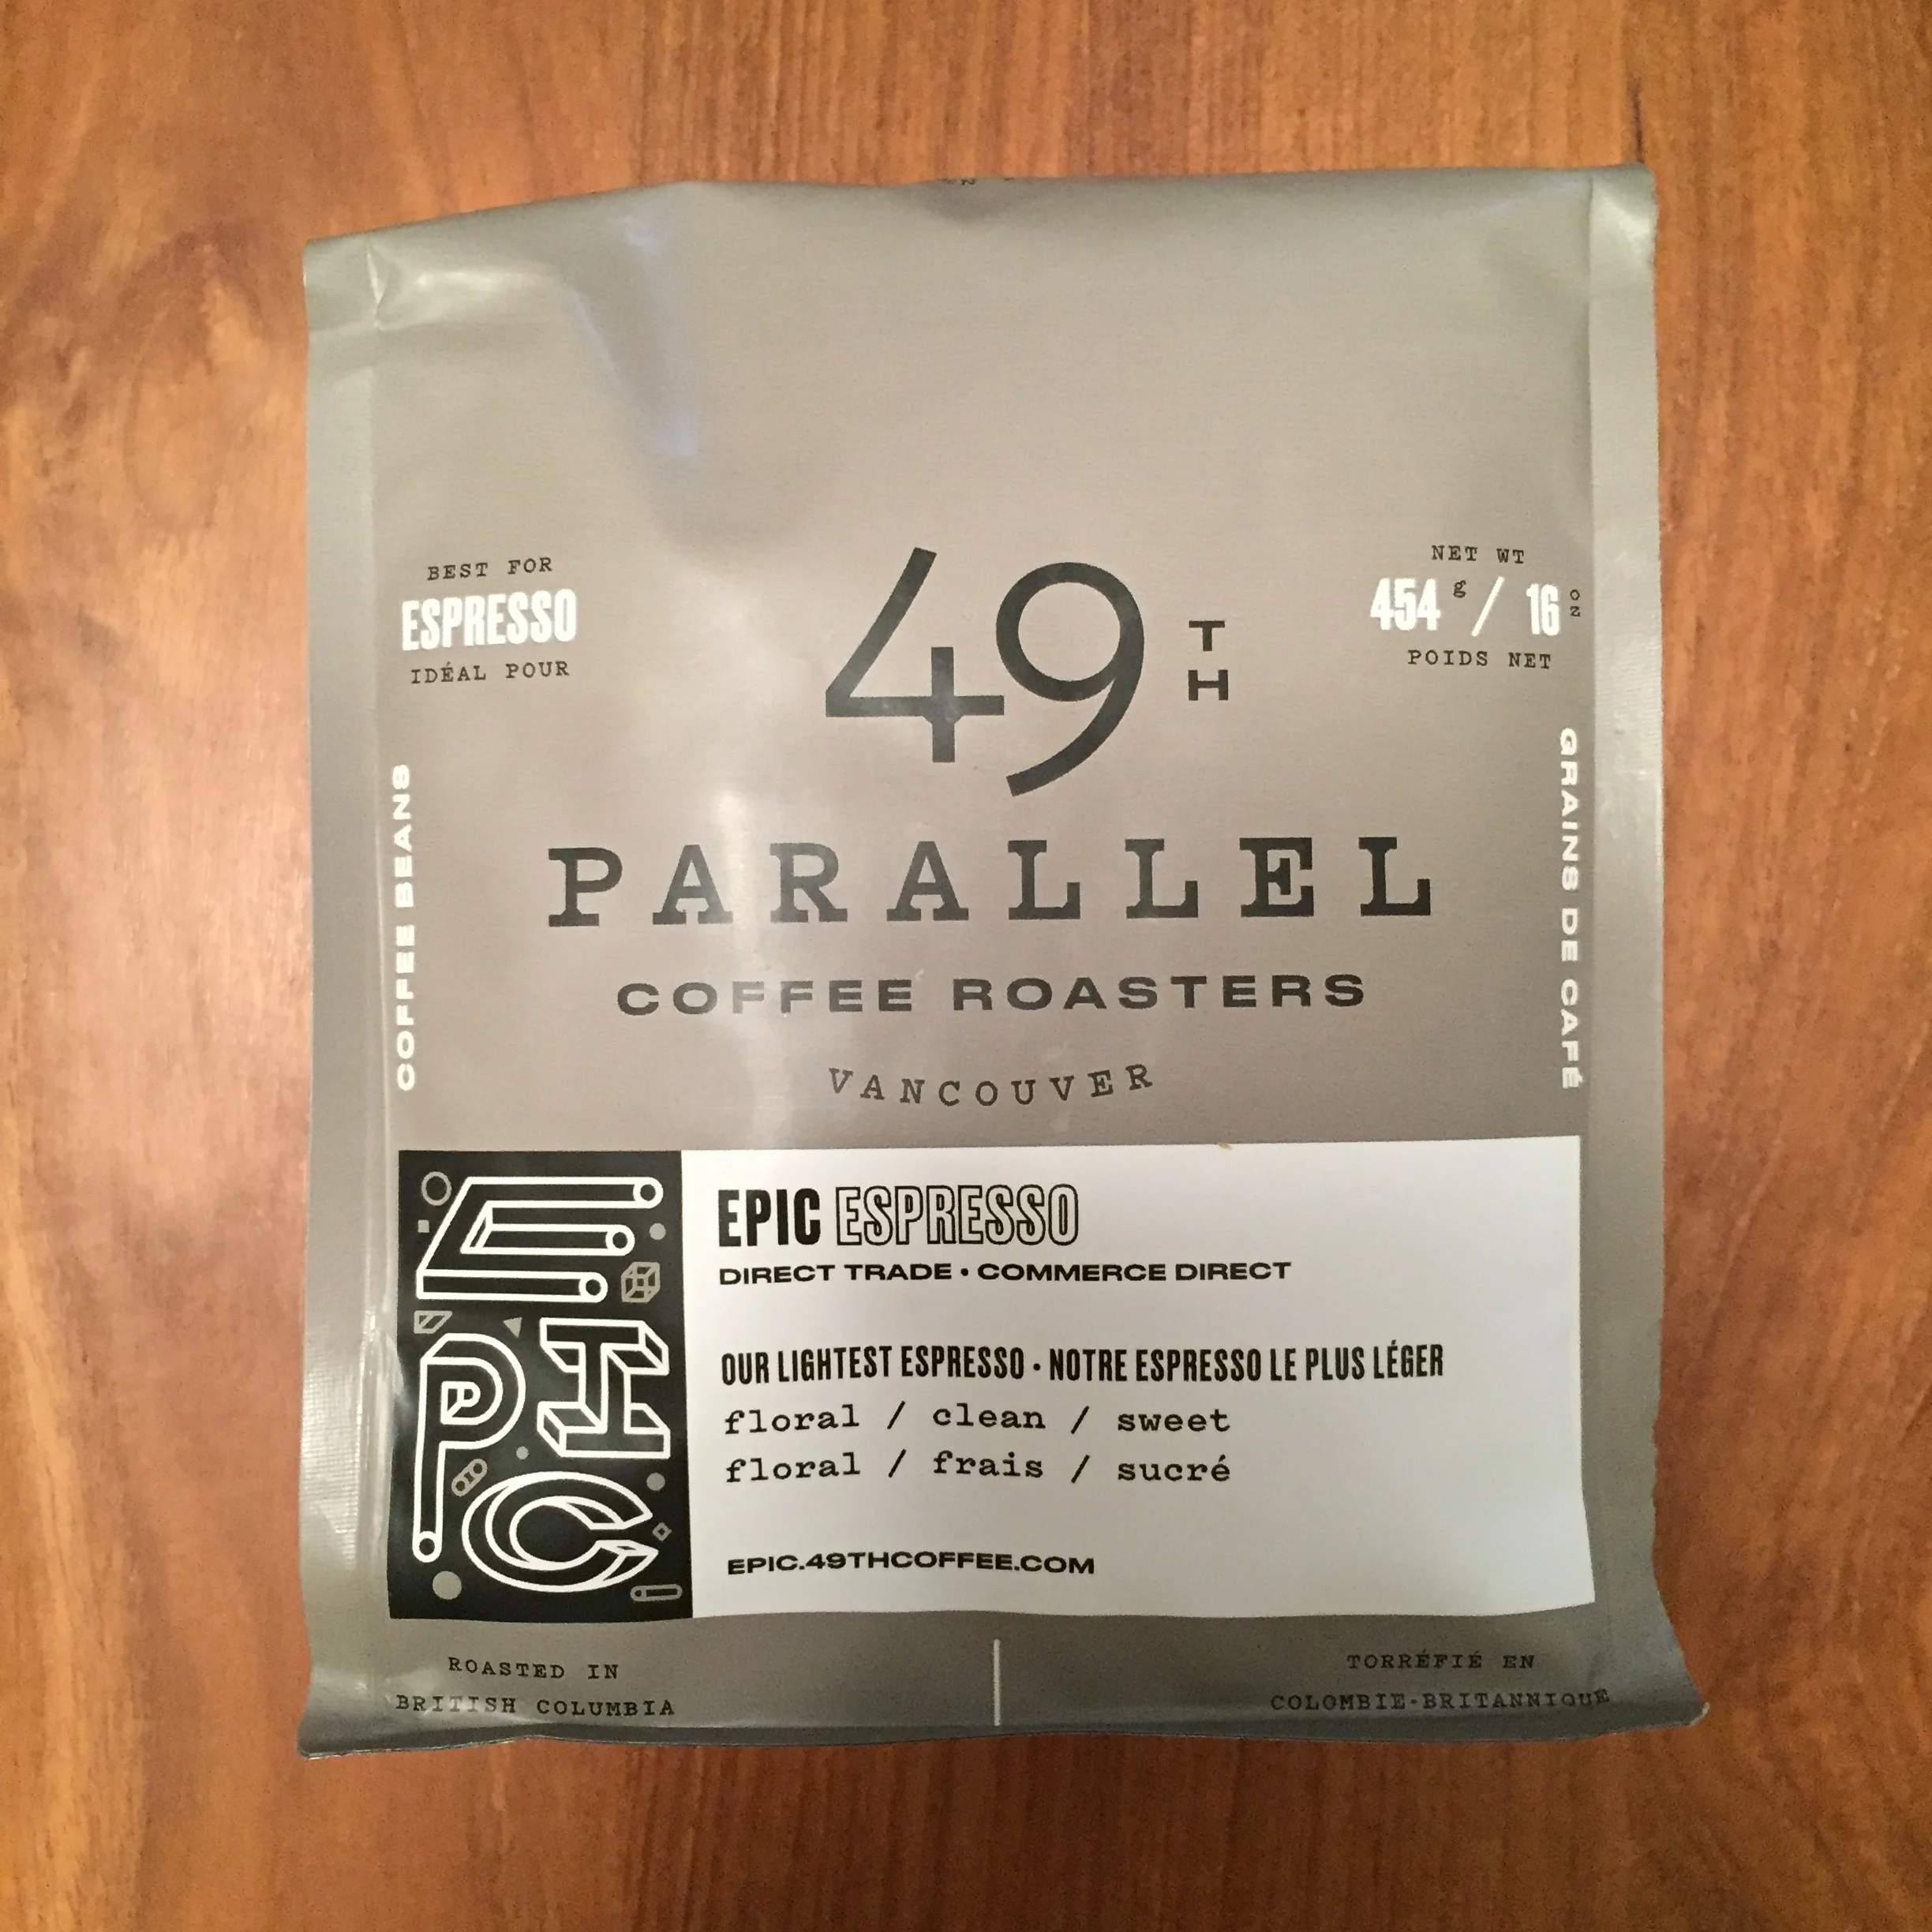 BEST FOR
ESPRESSO
IDÉAL POUR
49TH
NET WT
454 g / 16 oz
POIDS NET
PARALLEL
COFFEE ROASTERS
VANCOUVER
COFFEE BEANS
GRAINS DE CAFÉ
EPIC
EPIC ESPRESSO
DIRECT TRADE • COMMERCE DIRECT
OUR LIGHTEST ESPRESSO · NOTRE ESPRESSO LE PLUS LÉGER
floral / clean / sweet
floral / frais / sucré
EPIC.49THCOFFEE.COM
ROASTED IN
BRITISH COLUMBIA
TORRÉFIÉ EN
COLOMBIE-BRITANNIQUE